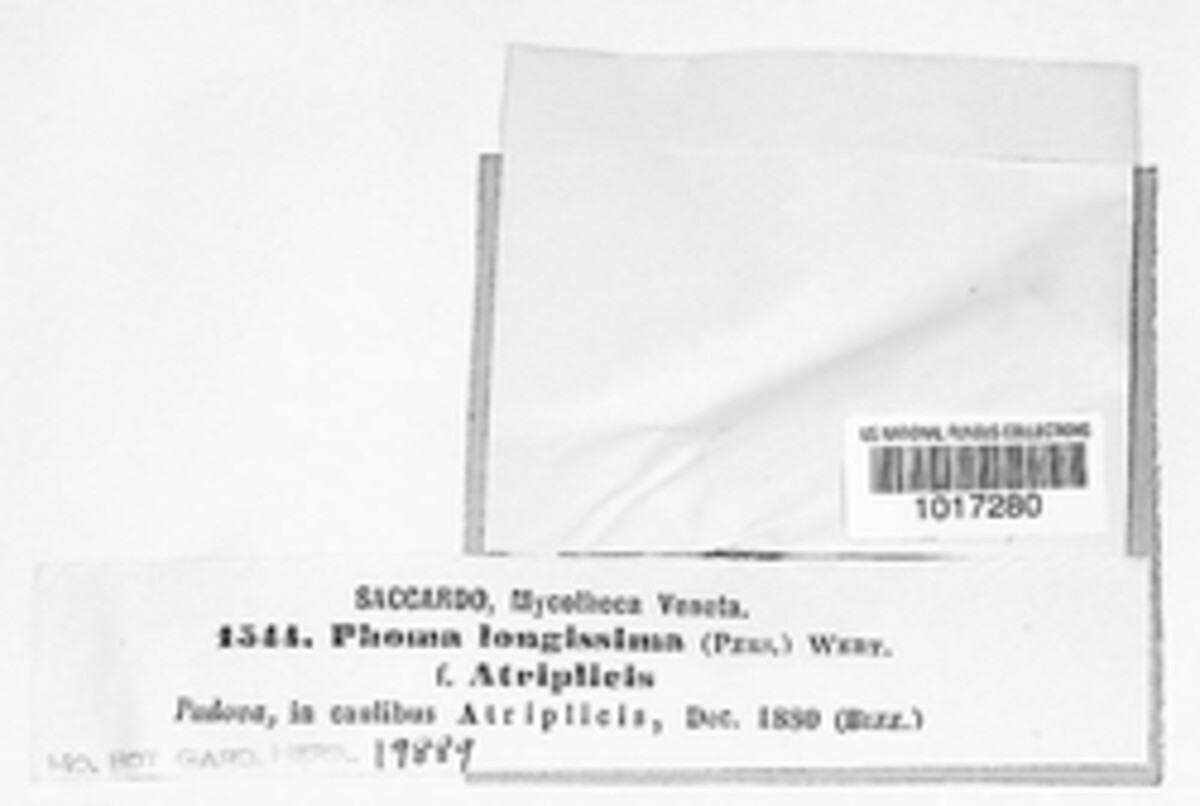 US NATIONAL FUNGUS COLLECTIONS
1017280
SACCARDO, Mycotheca Veneta.
1544. Phoma longissima (Pers.) West.
f. Atriplicis
Padova, in caulibus Atriplicis, Dec. 1880 (Bizz.)
MO. BOT. GARD. HERB. 19889